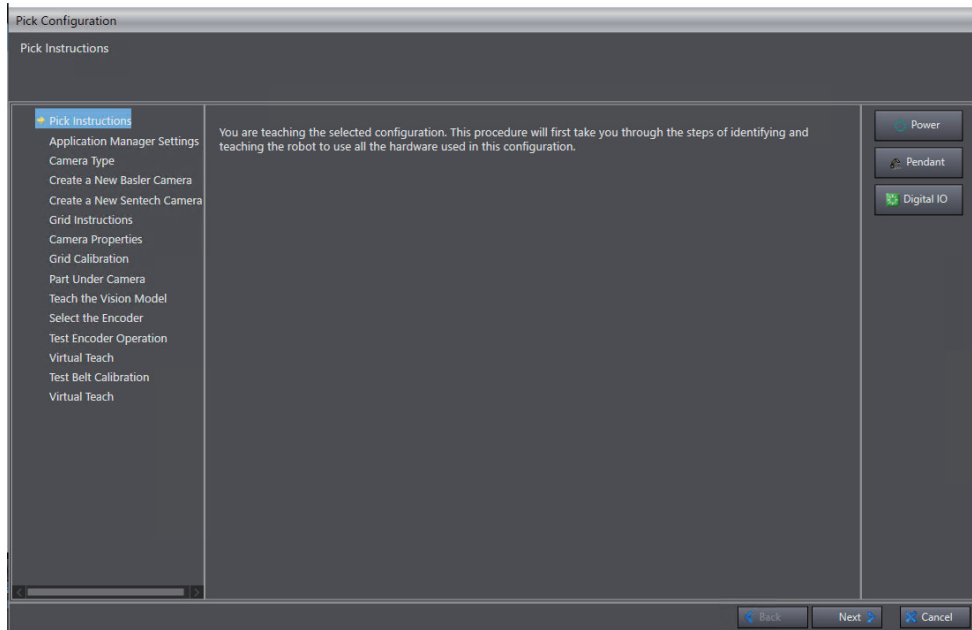 Pick Configuration
Pick Instructions
Pick Instructions
Application Manager Settings
Camera Type
Create a New Basler Camera
Create a New Sentech Camera
Grid Instructions
Camera Properties
Grid Calibration
Part Under Camera
Teach the Vision Model
Select the Encoder
Test Encoder Operation
Virtual Teach
Test Belt Calibration
Virtual Teach
You are teaching the selected configuration. This procedure will first take you through the steps of identifying and
teaching the robot to use all the hardware used in this configuration.
Power
Pendant
Digital IO
Back
Next
Cancel